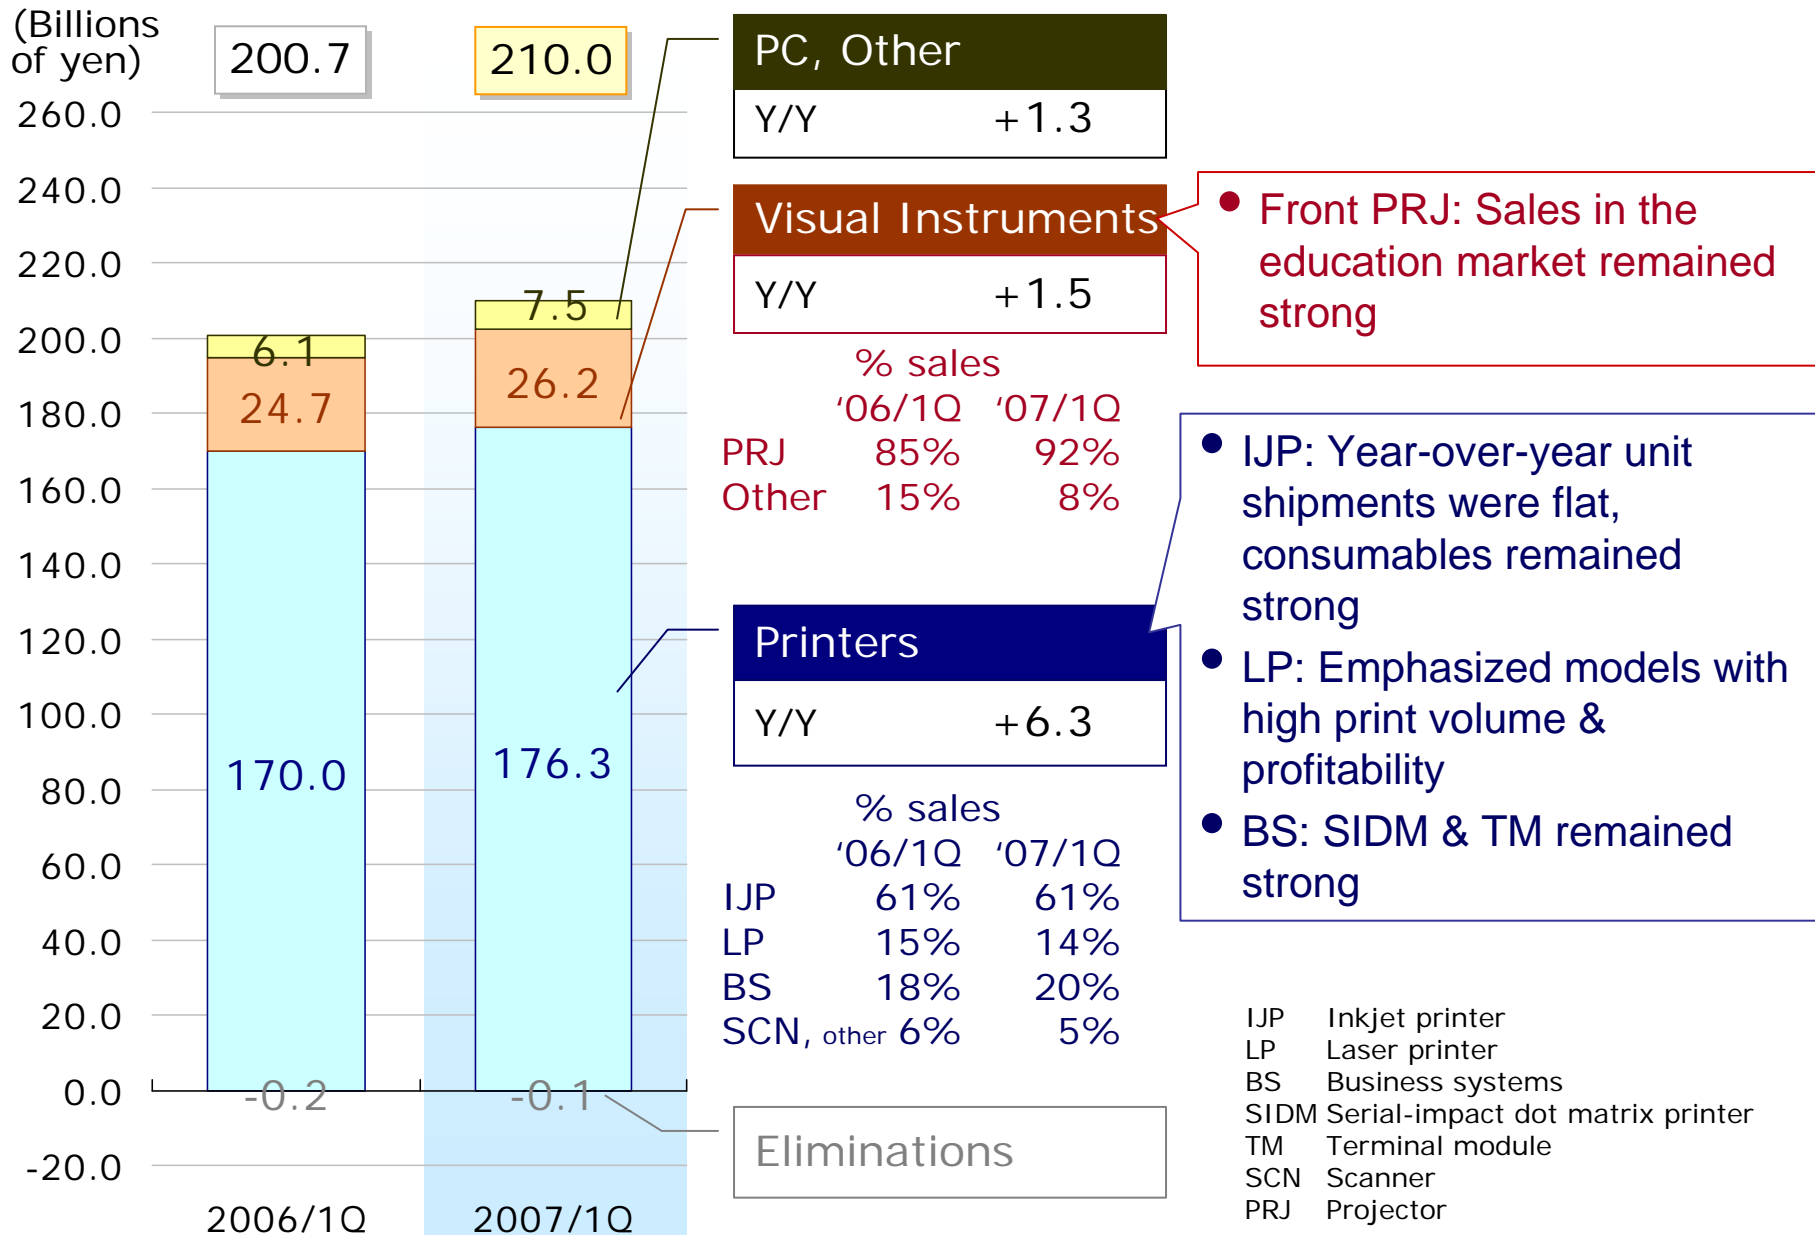 (Billions
of yen)
200.7
210.0
260.0
240.0
220.0
200.0
180.0
160.0
140.0
120.0
100.0
80.0
60.0
40.0
20.0
0.0
-20.0
6.1
24.7
170.0
-0.2
7.5
26.2
176.3
-0.1
2006/1Q
2007/1Q
PC, Other
Y/Y +1.3
Visual Instruments
Y/Y +1.5
% sales
‘06/1Q ‘07/1Q
PRJ 85% 92%
Other 15% 8%
Printers
Y/Y +6.3
% sales
‘06/1Q ‘07/1Q
IJP 61% 61%
LP 15% 14%
BS 18% 20%
SCN, other 6% 5%
Eliminations
• Front PRJ: Sales in the
education market remained
strong
• IJP: Year-over-year unit
shipments were flat,
consumables remained
strong
• LP: Emphasized models with
high print volume &
profitability
• BS: SIDM & TM remained
strong
IJP Inkjet printer
LP Laser printer
BS Business systems
SIDM Serial-impact dot matrix printer
TM Terminal module
SCN Scanner
PRJ Projector